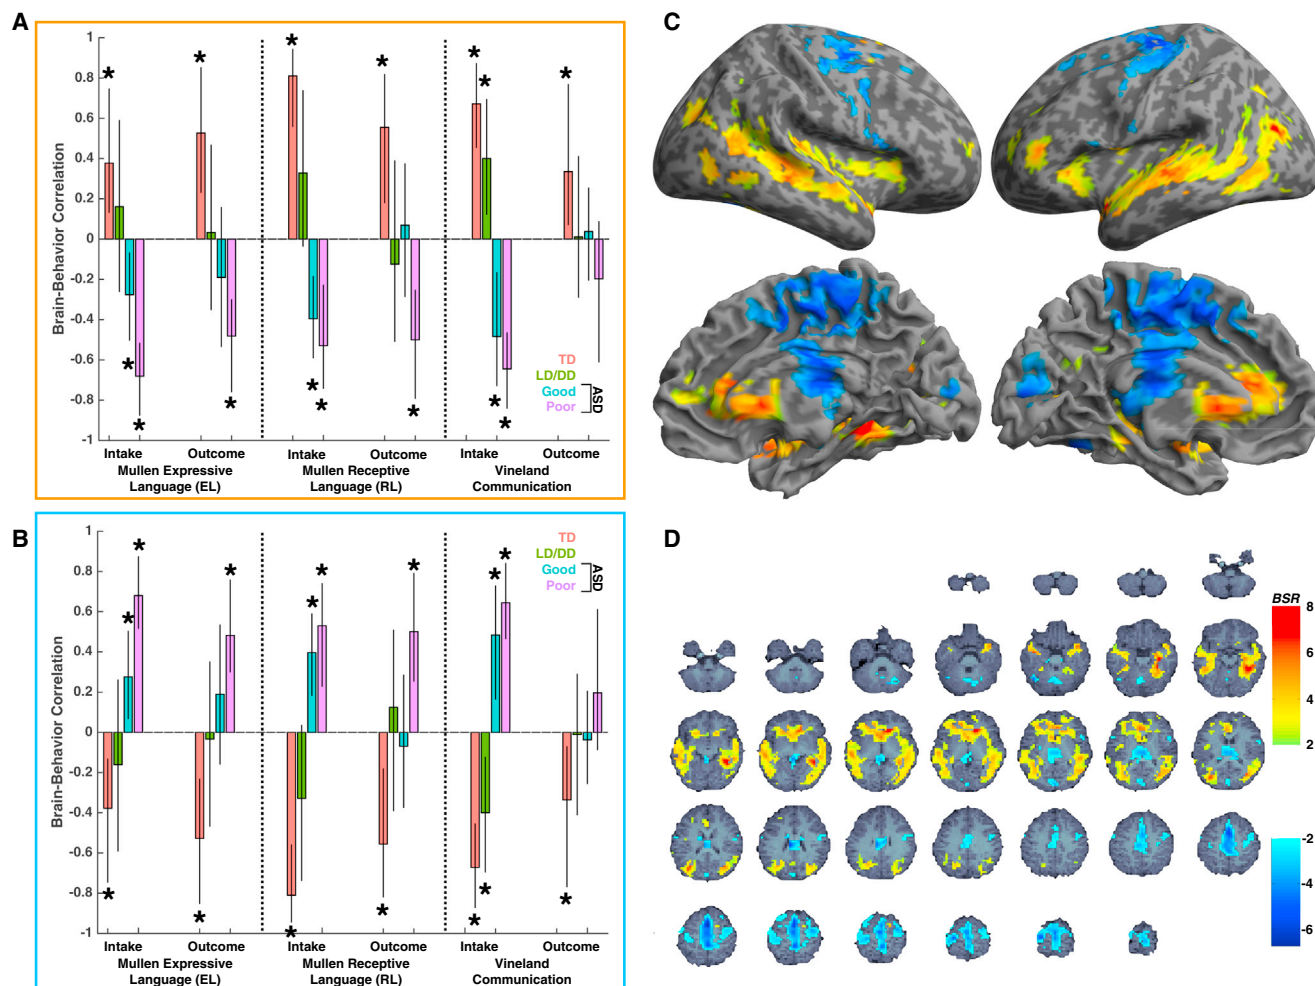 A
Brain-Behavior Correlation
1
0.8
0.6
0.4
0.2
0
-0.2
-0.4
-0.6
-0.8
-1
* * * * * * *
* * * * * * * *
TD
LD/DD
Good
Poor
ASD
Intake Outcome Intake Outcome Intake Outcome
Mullen Expressive Mullen Receptive Vineland
Language (EL) Language (RL) Communication
B
Brain-Behavior Correlation
1
0.8
0.6
0.4
0.2
0
-0.2
-0.4
-0.6
-0.8
-1
* * * * * * * *
* * * * * * *
TD
LD/DD
Good
Poor
ASD
Intake Outcome Intake Outcome Intake Outcome
Mullen Expressive Mullen Receptive Vineland
Language (EL) Language (RL) Communication
C
D
BSR
8
6
4
2
-2
-4
-6